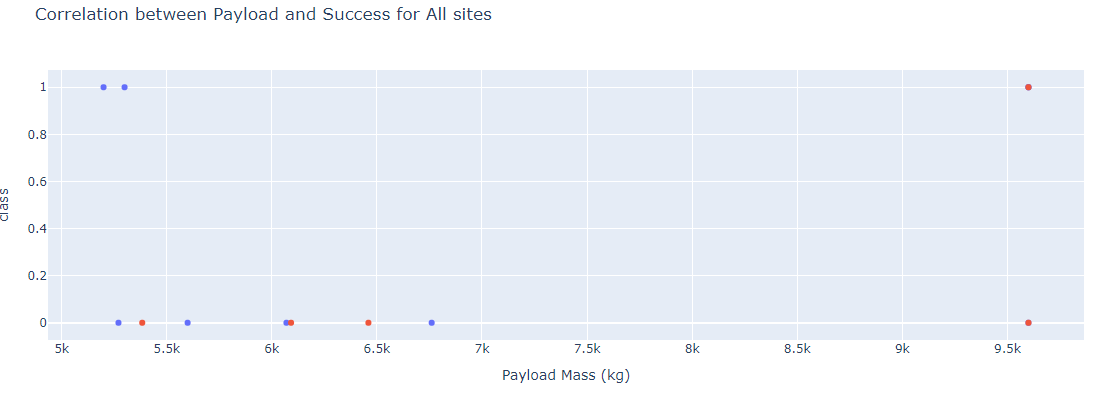 Correlation between Payload and Success for All sites
1
0.8
0.6
0.4
0.2
0
class
5k 5.5k 6k 6.5k 7k 7.5k 8k 8.5k 9k 9.5k
Payload Mass (kg)